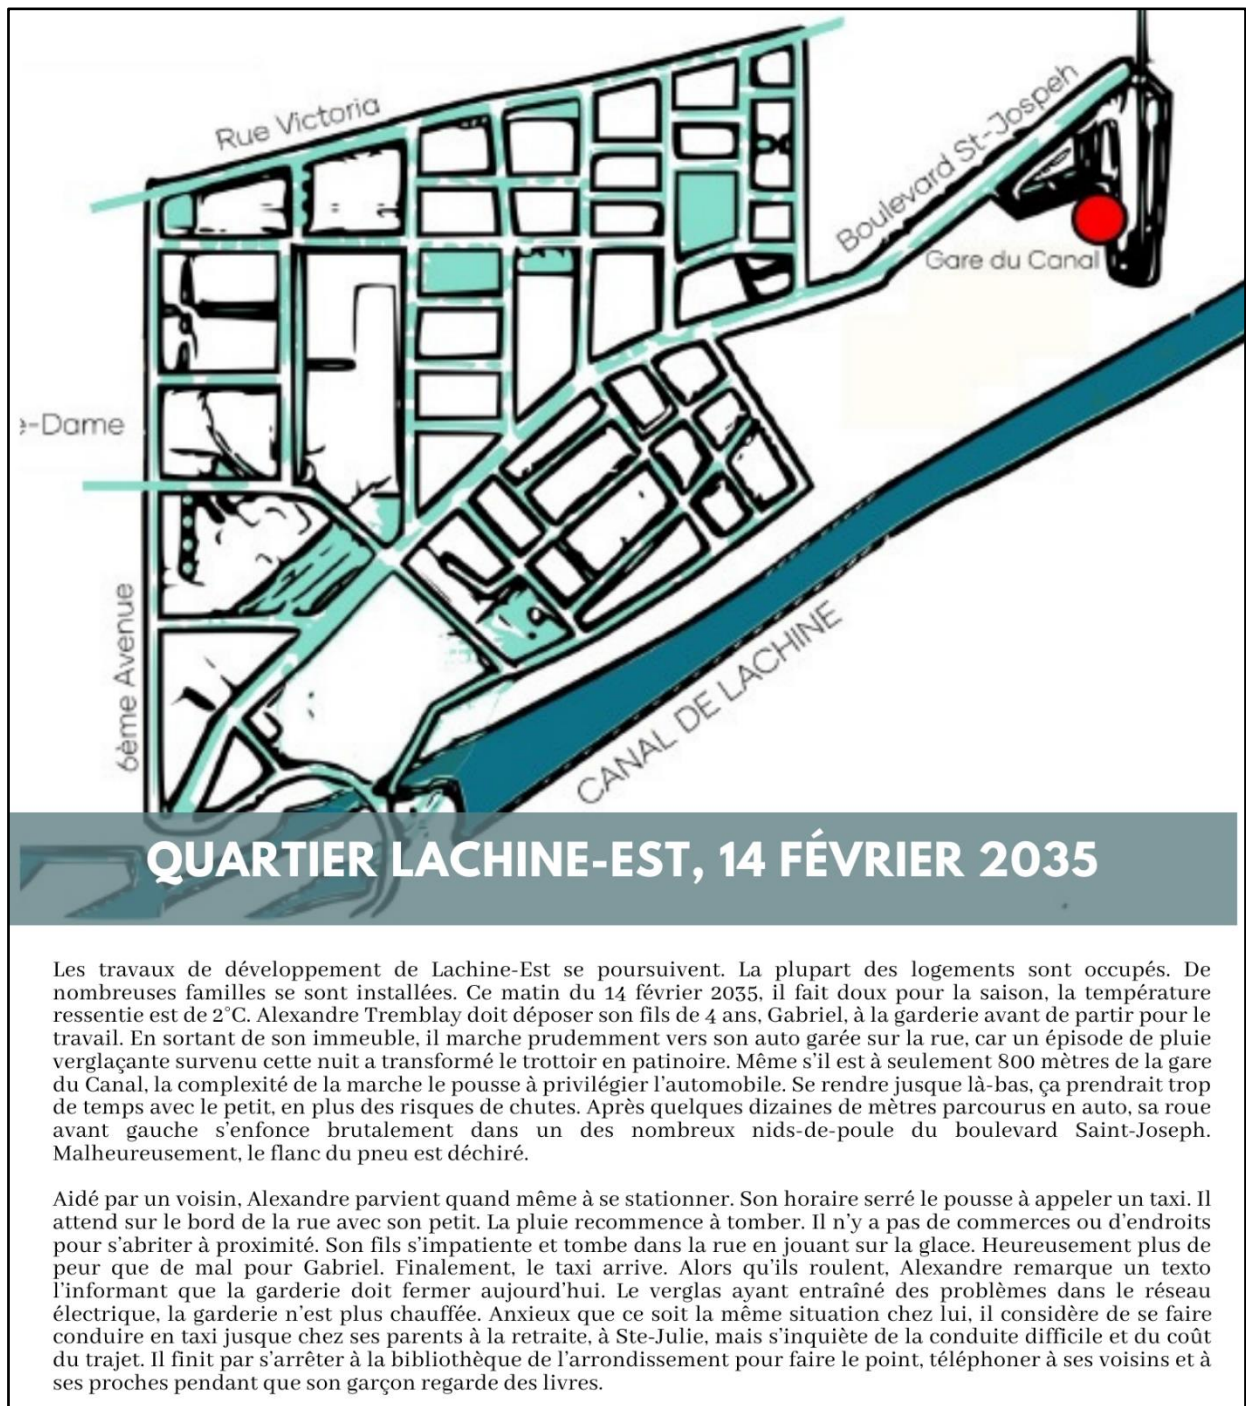 Rue Victoria
Boulevard St-Jospeh
Gare du Canal
e-Dame
6ème Avenue
CANAL DE LACHINE
QUARTIER LACHINE-EST, 14 FÉVRIER 2035
Les travaux de développement de Lachine-Est se poursuivent. La plupart des logements sont occupés. De
nombreuses familles se sont installées. Ce matin du 14 février 2035, il fait doux pour la saison, la température
ressentie est de 2°C. Alexandre Tremblay doit déposer son fils de 4 ans, Gabriel, à la garderie avant de partir pour le
travail. En sortant de son immeuble, il marche prudemment vers son auto garée sur la rue, car un épisode de pluie
verglaçante survenu cette nuit a transformé le trottoir en patinoire. Même s'il est à seulement 800 mètres de la gare
du Canal, la complexité de la marche le pousse à privilégier l'automobile. Se rendre jusque là-bas, ça prendrait trop
de temps avec le petit, en plus des risques de chutes. Après quelques dizaines de mètres parcourus en auto, sa roue
avant gauche s'enfonce brutalement dans un des nombreux nids-de-poule du boulevard Saint-Joseph.
Malheureusement, le flanc du pneu est déchiré.
Aidé par un voisin, Alexandre parvient quand même à se stationner. Son horaire serré le pousse à appeler un taxi. Il
attend sur le bord de la rue avec son petit. La pluie recommence à tomber. Il n'y a pas de commerces ou d'endroits
pour s'abriter à proximité. Son fils s'impatiente et tombe dans la rue en jouant sur la glace. Heureusement plus de
peur que de mal pour Gabriel. Finalement, le taxi arrive. Alors qu'ils roulent, Alexandre remarque un texto
l'informant que la garderie doit fermer aujourd'hui. Le verglas ayant entraîné des problèmes dans le réseau
électrique, la garderie n'est plus chauffée. Anxieux que ce soit la même situation chez lui, il considère de se faire
conduire en taxi jusque chez ses parents à la retraite, à Ste-Julie, mais s'inquiète de la conduite difficile et du coût
du trajet. Il finit par s'arrêter à la bibliothèque de l'arrondissement pour faire le point, téléphoner à ses voisins et à
ses proches pendant que son garçon regarde des livres.